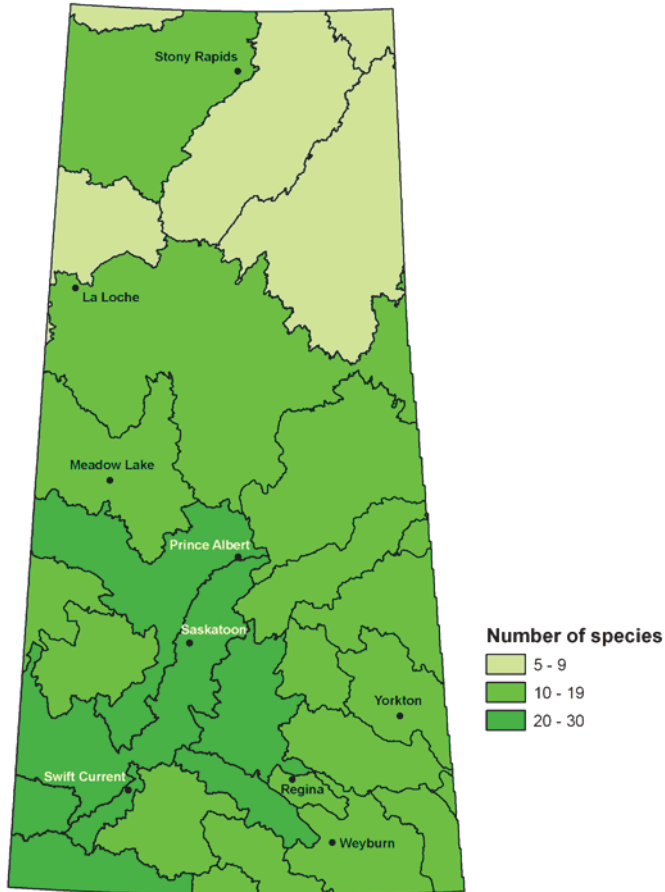 Stony Rapids
La Loche
Meadow Lake
Prince Albert
Saskatoon
Number of species
5 - 9
10 - 19
20 - 30
Yorkton
Swift Current
Regina
Weyburn